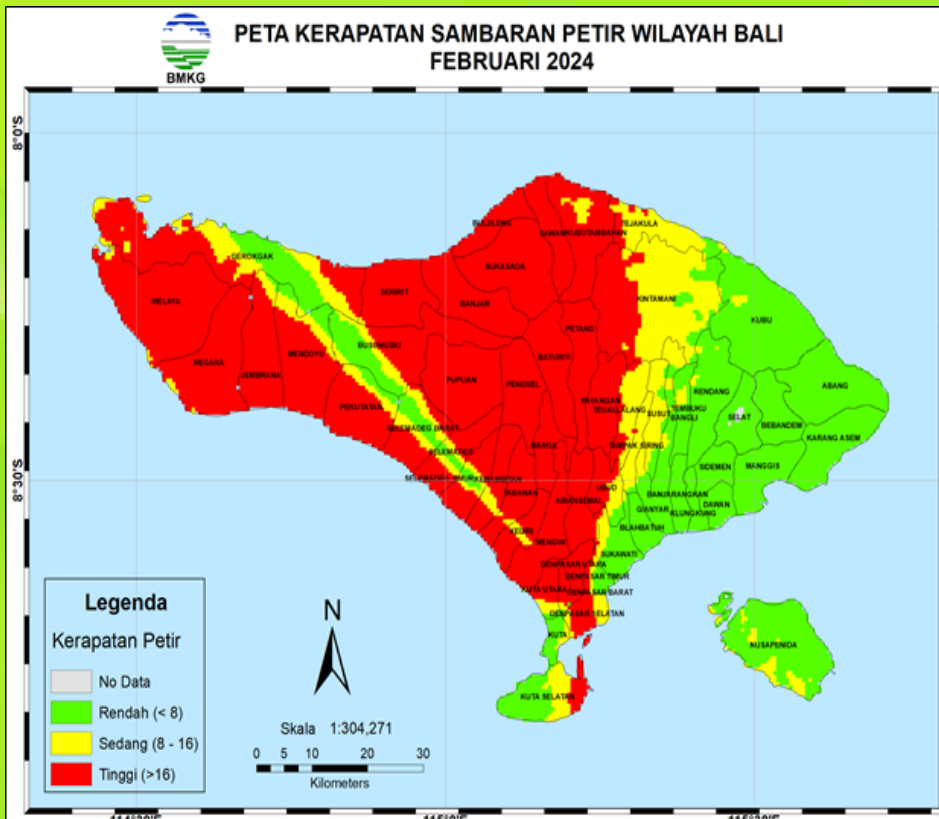 PETA KERAPATAN SAMBARAN PETIR WILAYAH BALI
FEBRUARI 2024
BMKG
8°0'S
8°30'S
BULELENG
SAWAN
KUBUTAMBAHAN
TEJAKULA
GEROKGAK
SUKASADA
SERIRIT
BANJAR
KINTAMANI
MELAYA
KUBU
PETANG
BUSUNGBIU
MENDOYO
BATURITI
NEGARA
JEMBRANA
PUPUAN
PENEBEL
RENDANG
ABANG
PAYANGAN
TEGALLALANG
SUSUT
TEMBUKU
BANGLI
SELAT
BEBANDEM
PEKUTATAN
SELEMADEG BARAT
KARANG ASEM
MARGA
TAMPAK SIRING
SELEMADEG
SIDEMEN
MANGGIS
SELEMADEG TIMUR
KERAMBITAN
UBUD
TABANAN
ABIANSEMAL
BANJARANGKAN
DAWAN
GIANYAR
KLUNGKUNG
BLAHBATUH
KEDIRI
MENGWI
SUKAWATI
DENPASAR UTARA
DENPASAR TIMUR
KUTA UTARA
DENPASAR BARAT
DENPASAR SELATAN
KUTA
NUSAPENIDA
KUTA SELATAN
Legenda
Kerapatan Petir
No Data
Rendah (< 8)
Sedang (8 - 16)
Tinggi (>16)
N
Skala 1:304,271
0 5 10 20 30
Kilometers